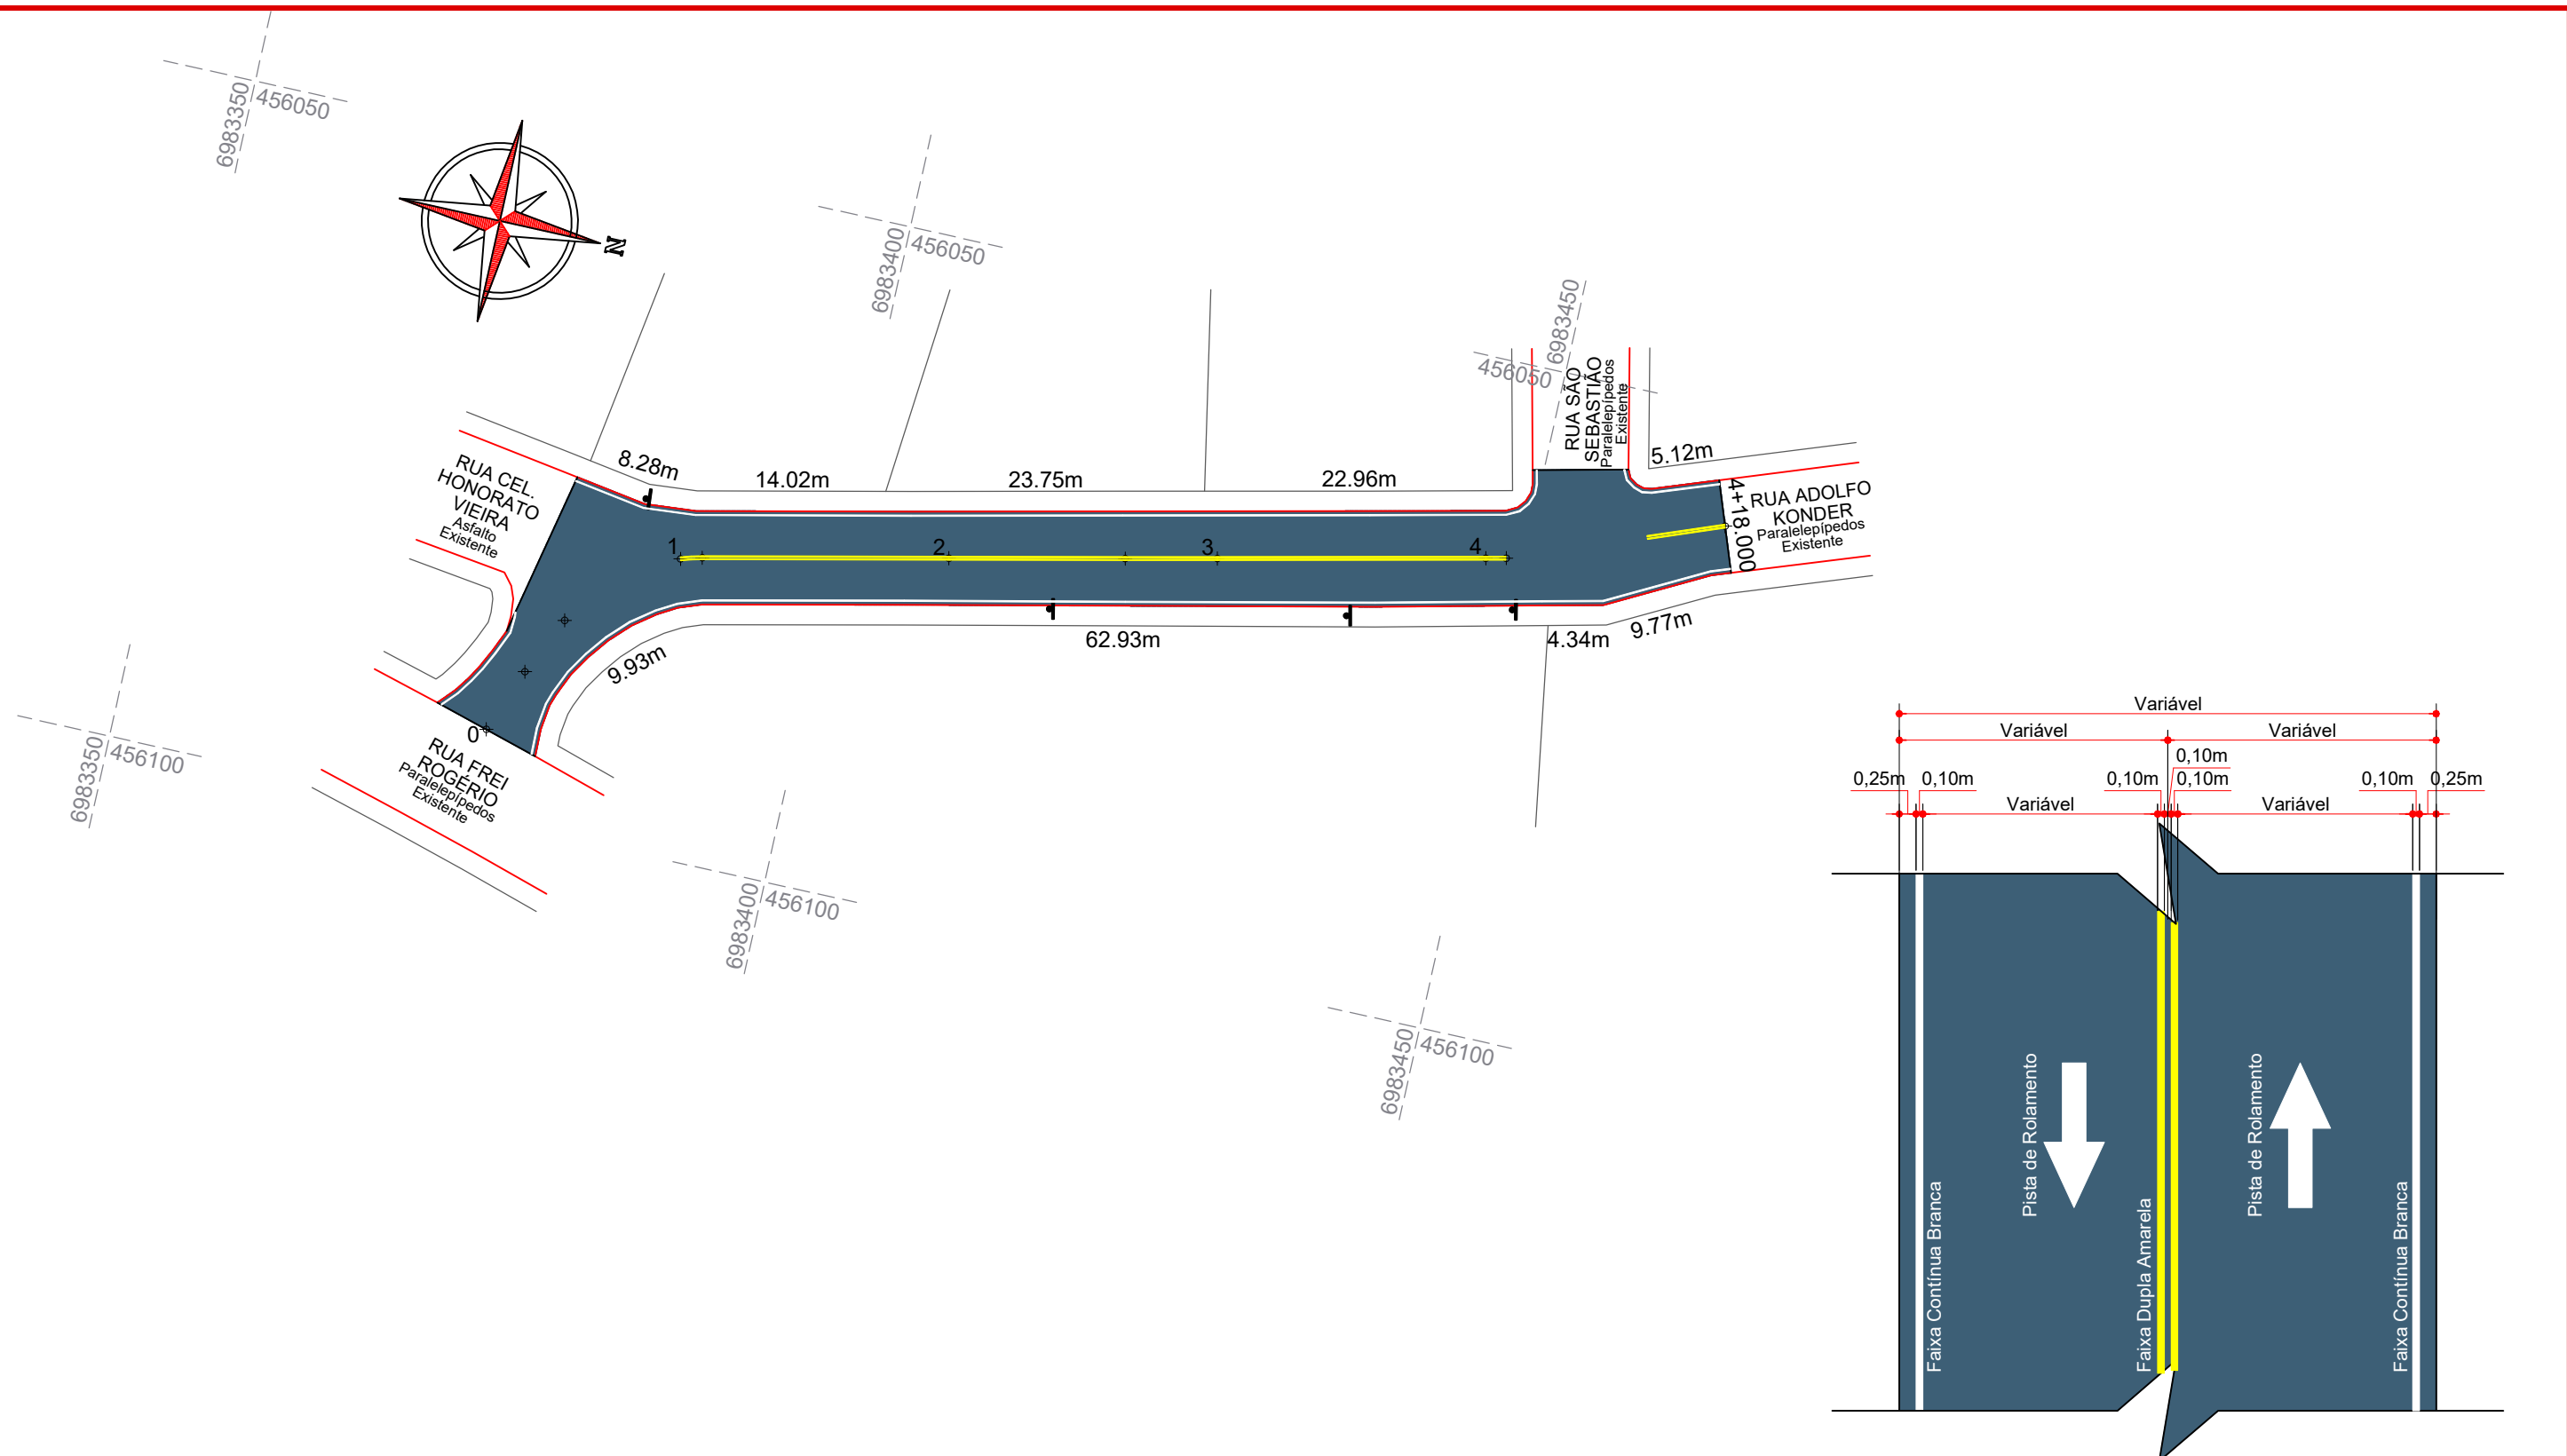 6983350
456050
N
6983400
456050
6983450
456050
RUA SÃO
SEBASTIÃO
Paralelepípedos
Existente
RUA CEL.
HONORATO
VIEIRA
Asfalto
Existente
8.28m
14.02m
23.75m
22.96m
5.12m
4+18.000
RUA ADOLFO
KONDER
Paralelepípedos
Existente
1
2
3
4
9.93m
62.93m
4.34m
9.77m
0
RUA FREI
ROGÉRIO
Paralelepípedos
Existente
6983350
456100
6983400
456100
6983450
456100
Variável
Variável
Variável
0,10m
0,25m
0,10m
0,10m
0,10m
0,10m
0,25m
Variável
Variável
Faixa Contínua Branca
Pista de Rolamento
Faixa Dupla Amarela
Pista de Rolamento
Faixa Contínua Branca